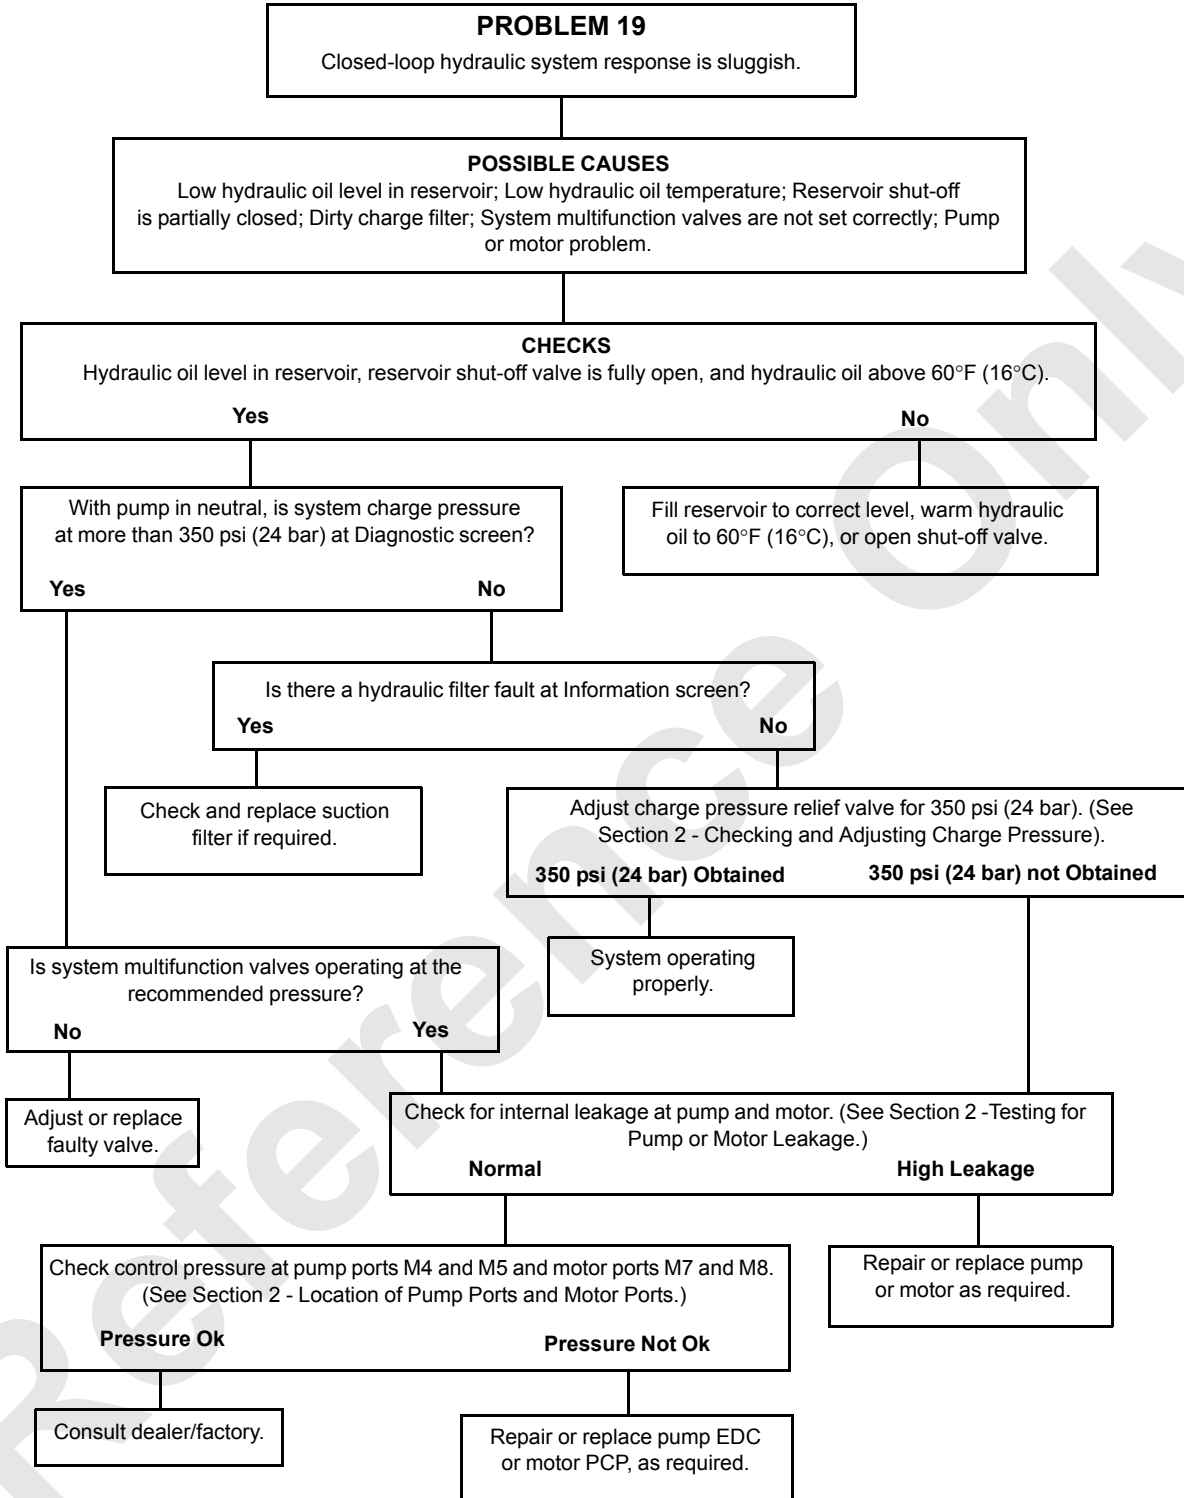 PROBLEM 19
Closed-loop hydraulic system response is sluggish.
POSSIBLE CAUSES
Low hydraulic oil level in reservoir; Low hydraulic oil temperature; Reservoir shut-off
is partially closed; Dirty charge filter; System multifunction valves are not set correctly; Pump
or motor problem.
CHECKS
Hydraulic oil level in reservoir, reservoir shut-off valve is fully open, and hydraulic oil above 60°F (16°C).
Yes
No
With pump in neutral, is system charge pressure
at more than 350 psi (24 bar) at Diagnostic screen?
Yes
No
Fill reservoir to correct level, warm hydraulic
oil to 60°F (16°C), or open shut-off valve.
Is there a hydraulic filter fault at Information screen?
Yes
No
Check and replace suction
filter if required.
Adjust charge pressure relief valve for 350 psi (24 bar). (See
Section 2 - Checking and Adjusting Charge Pressure).
350 psi (24 bar) Obtained
350 psi (24 bar) not Obtained
System operating
properly.
Is system multifunction valves operating at the
recommended pressure?
No
Yes
Adjust or replace
faulty valve.
Check for internal leakage at pump and motor. (See Section 2 -Testing for
Pump or Motor Leakage.)
Normal
High Leakage
Repair or replace pump
or motor as required.
Check control pressure at pump ports M4 and M5 and motor ports M7 and M8.
(See Section 2 - Location of Pump Ports and Motor Ports.)
Pressure Ok
Pressure Not Ok
Consult dealer/factory.
Repair or replace pump EDC
or motor PCP, as required.
Reference Only